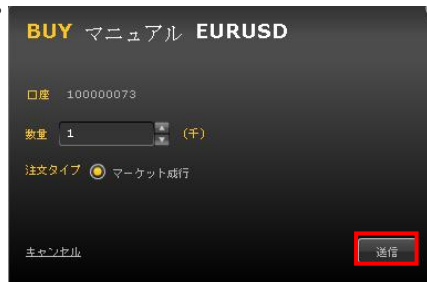 BUY マニュアル EURUSD
口座 100000073
数量 1 (千)
注文タイプ マーケット成行
キャンセル 送信